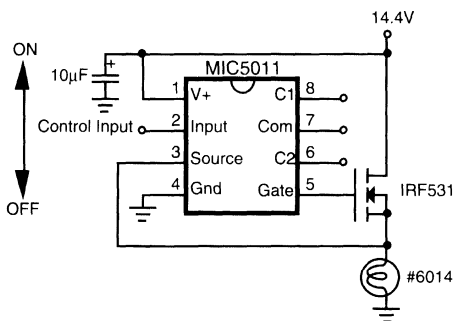 14.4V
ON
10µF +
MIC5011
1 V+ C1 8
Control Input 2 Input Com 7
3 Source C2 6
4 Gnd Gate 5
IRF531
OFF
#6014